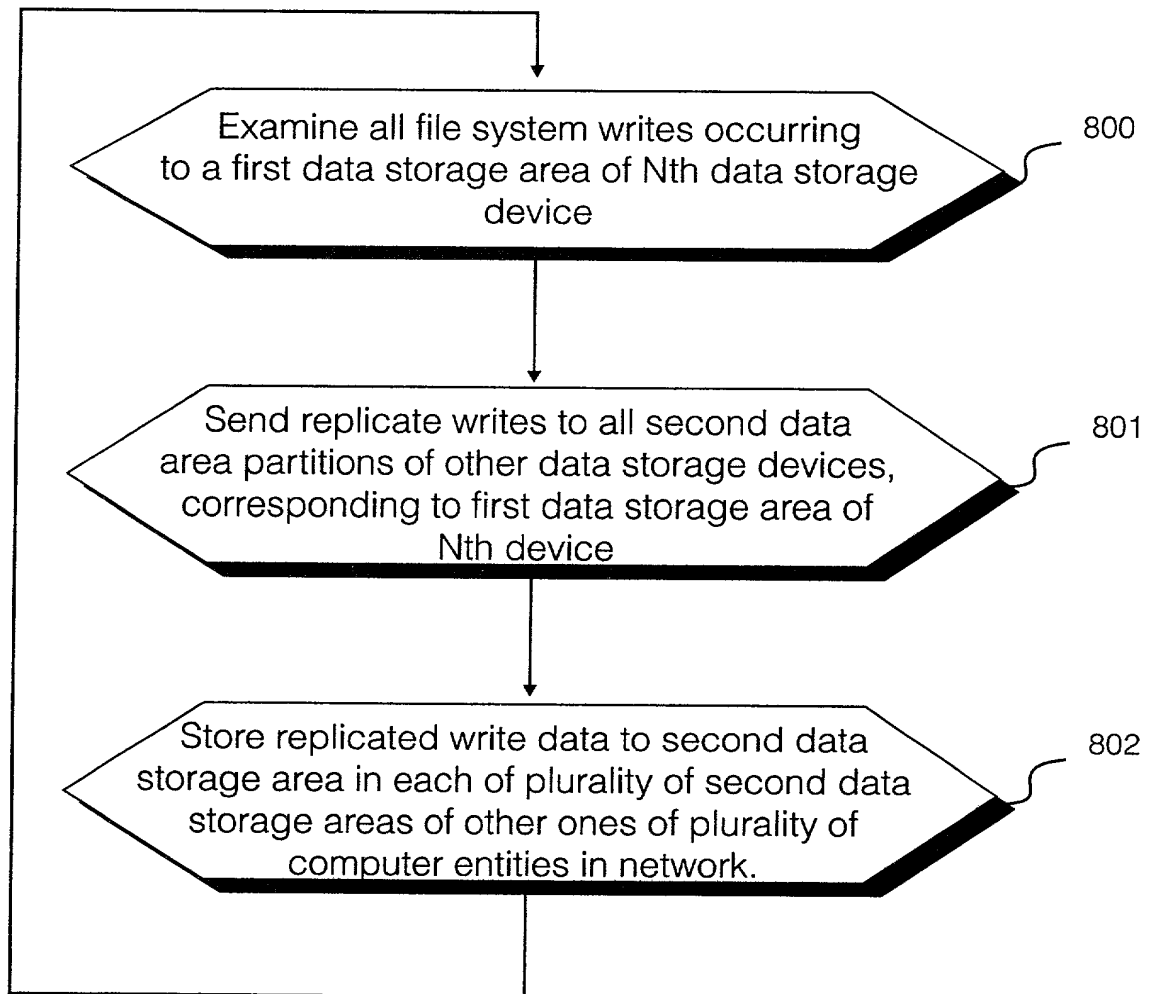 Examine all file system writes occurring
to a first data storage area of Nth data storage
device
800
Send replicate writes to all second data
area partitions of other data storage devices,
corresponding to first data storage area of
Nth device
801
Store replicated write data to second data
storage area in each of plurality of second data
storage areas of other ones of plurality of
computer entities in network.
802